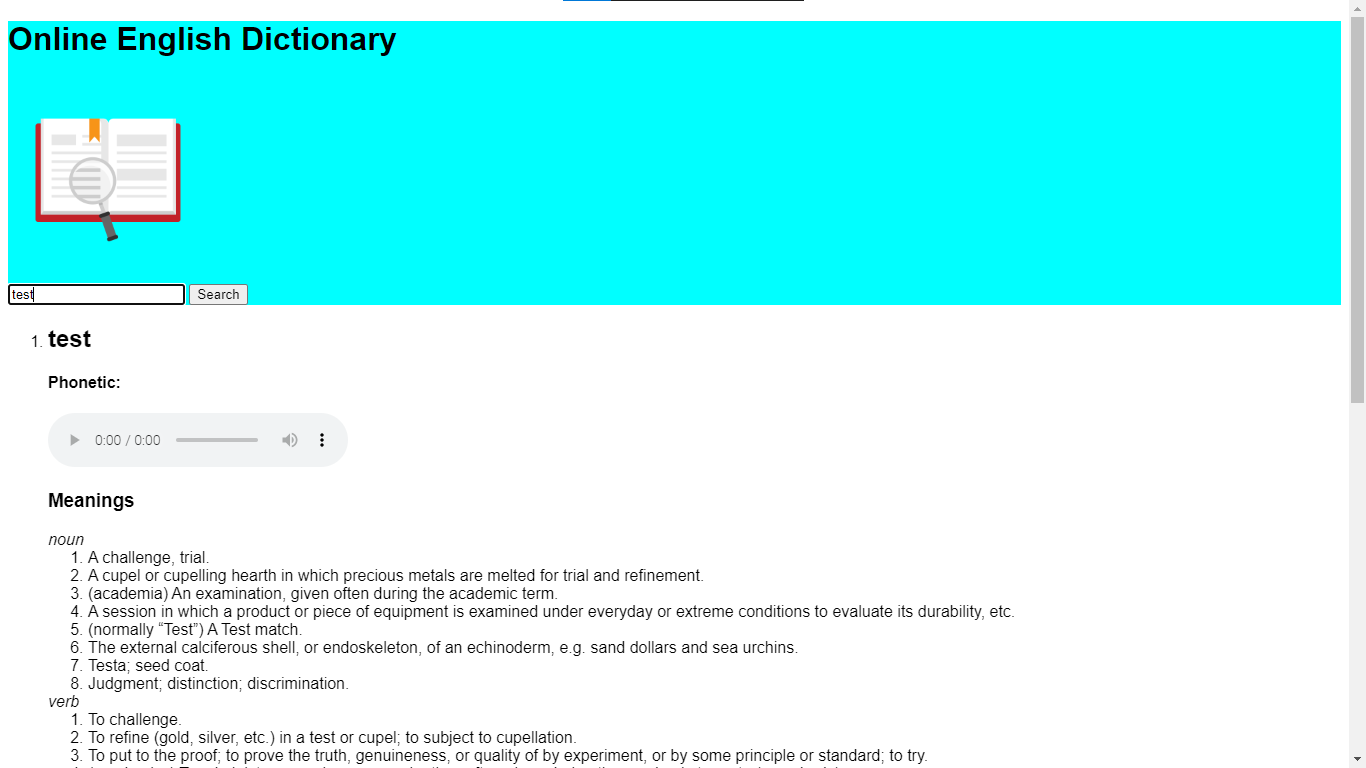 Online English Dictionary
test Search
1. test
Phonetic:
0:00 / 0:00
Meanings
noun
1. A challenge, trial.
2. A cupel or cupelling hearth in which precious metals are melted for trial and refinement.
3. (academia) An examination, given often during the academic term.
4. A session in which a product or piece of equipment is examined under everyday or extreme conditions to evaluate its durability, etc.
5. (normally “Test”) A Test match.
6. The external calciferous shell, or endoskeleton, of an echinoderm, e.g. sand dollars and sea urchins.
7. Testa; seed coat.
8. Judgment; distinction; discrimination.
verb
1. To challenge.
2. To refine (gold, silver, etc.) in a test or cupel; to subject to cupellation.
3. To put to the proof; to prove the truth, genuineness, or quality of by experiment, or by some principle or standard; to try.